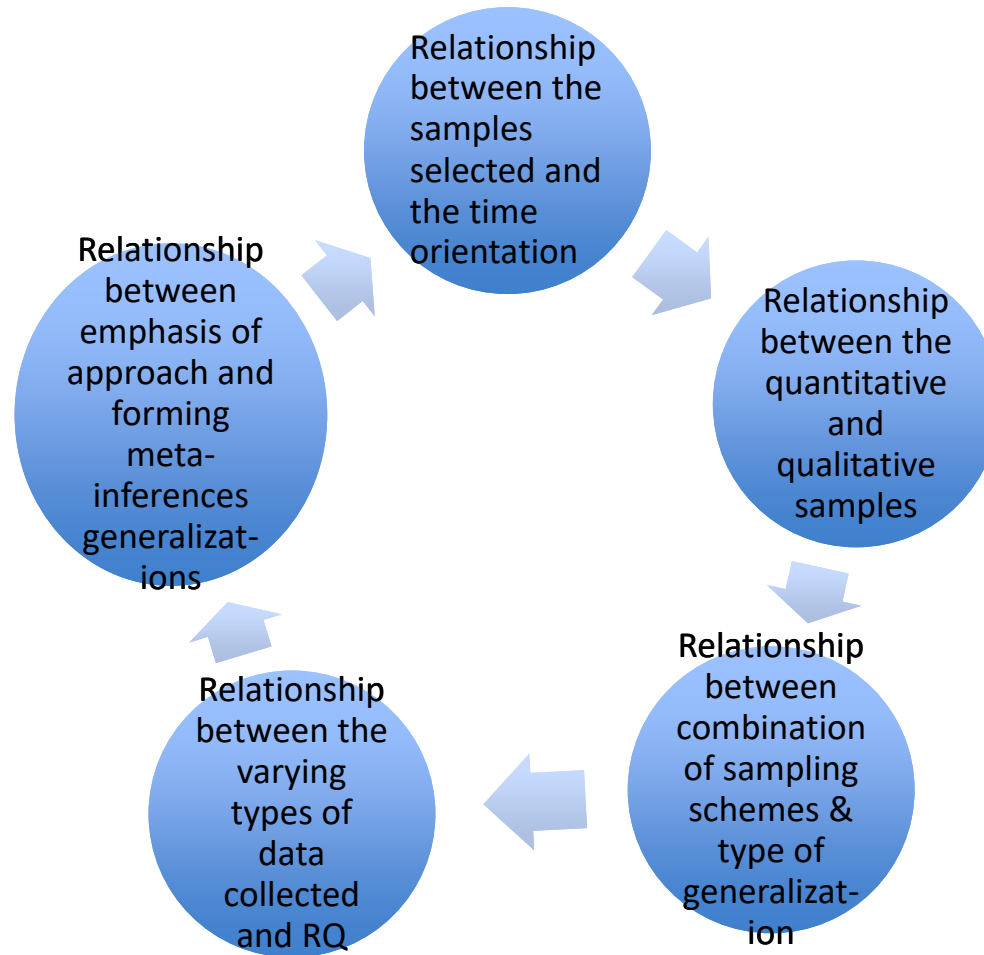 Relationship
between the
samples
selected and
the time
orientation
Relationship
between the
quantitative
and
qualitative
samples
Relationship
between
combination
of sampling
schemes &
type of
generalizat-
ion
Relationship
between the
varying
types of
data
collected
and RQ
Relationship
between
emphasis of
approach and
forming
meta-
inferences
generalizat-
ions